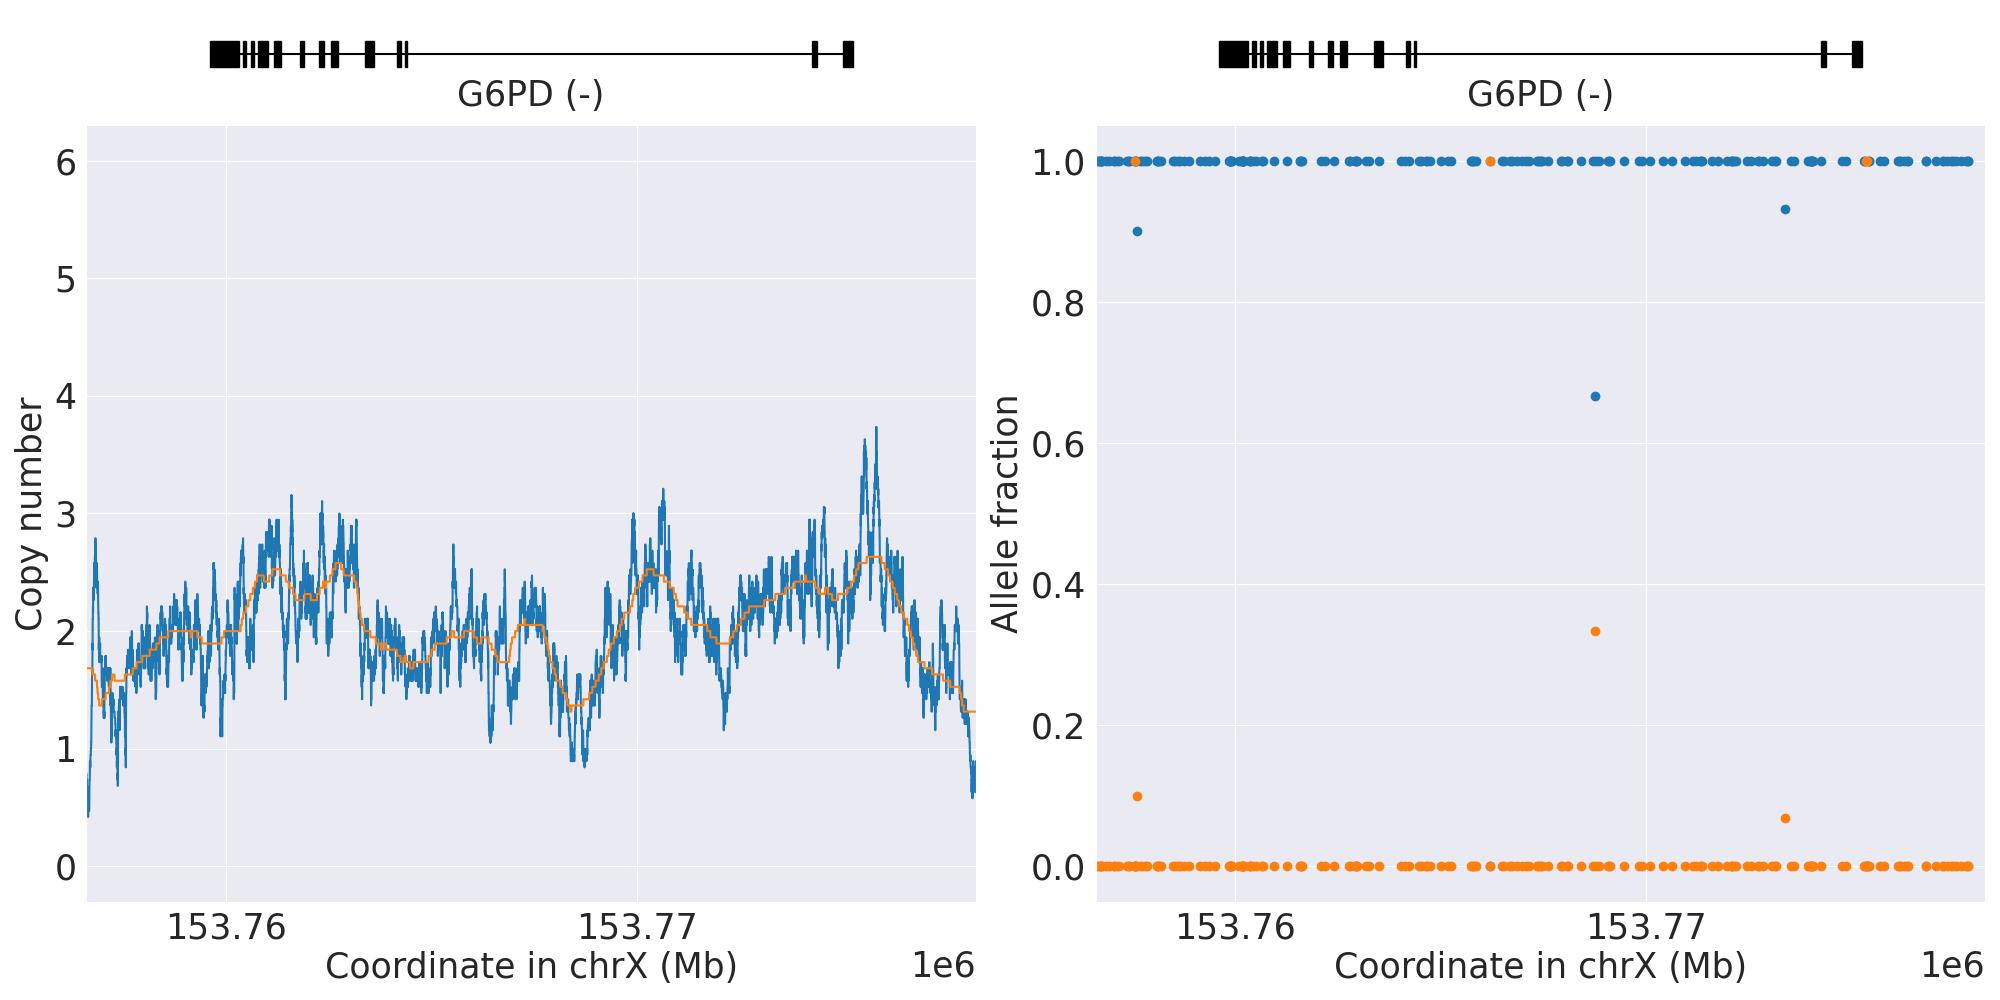 G6PD (-)
6
5
4
3
2
1
0
Copy number
153.76
153.77
Coordinate in chrX (Mb)
1e6
G6PD (-)
1.0
0.8
0.6
0.4
0.2
0.0
Allele fraction
153.76
153.77
Coordinate in chrX (Mb)
1e6